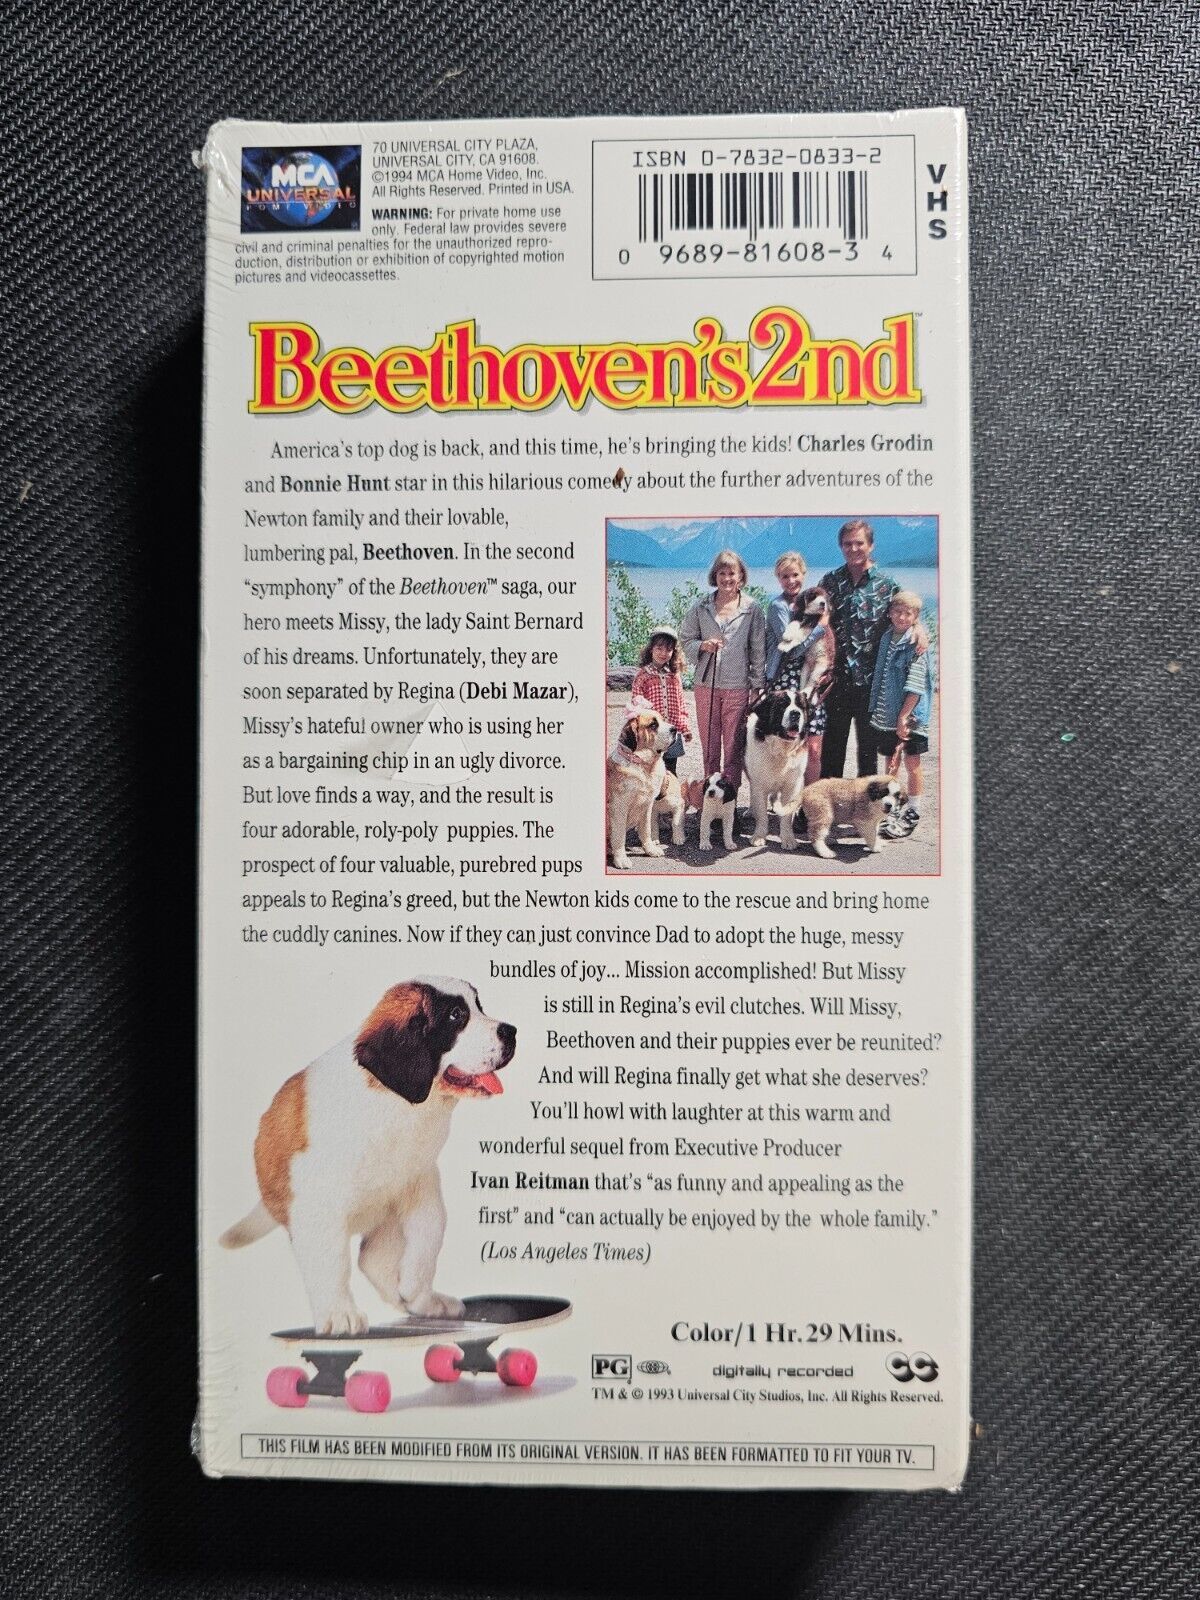 MCA
UNIVERSAL
HOME VIDEO
70 UNIVERSAL CITY PLAZA,
UNIVERSAL CITY, CA 91608.
©1994 MCA Home Video, Inc.
All Rights Reserved. Printed in USA.
WARNING: For private home use
only. Federal law provides severe
civil and criminal penalties for the unauthorized repro-
duction, distribution or exhibition of copyrighted motion
pictures and videocassettes.
ISBN 0-7832-0833-2
0 9689-81608-3 4
VHS
Beethoven's 2nd™
America's top dog is back, and this time, he's bringing the kids! Charles Grodin
and Bonnie Hunt star in this hilarious comedy about the further adventures of the
Newton family and their lovable,
lumbering pal, Beethoven. In the second
“symphony” of the Beethoven™ saga, our
hero meets Missy, the lady Saint Bernard
of his dreams. Unfortunately, they are
soon separated by Regina (Debi Mazar),
Missy's hateful owner who is using her
as a bargaining chip in an ugly divorce.
But love finds a way, and the result is
four adorable, roly-poly puppies. The
prospect of four valuable, purebred pups
appeals to Regina's greed, but the Newton kids come to the rescue and bring home
the cuddly canines. Now if they can just convince Dad to adopt the huge, messy
bundles of joy... Mission accomplished! But Missy
is still in Regina's evil clutches. Will Missy,
Beethoven and their puppies ever be reunited?
And will Regina finally get what she deserves?
You'll howl with laughter at this warm and
wonderful sequel from Executive Producer
Ivan Reitman that's “as funny and appealing as the
first” and “can actually be enjoyed by the whole family.”
(Los Angeles Times)
Color/1 Hr. 29 Mins.
PG digitally recorded CC
TM & © 1993 Universal City Studios, Inc. All Rights Reserved.
THIS FILM HAS BEEN MODIFIED FROM ITS ORIGINAL VERSION. IT HAS BEEN FORMATTED TO FIT YOUR TV.